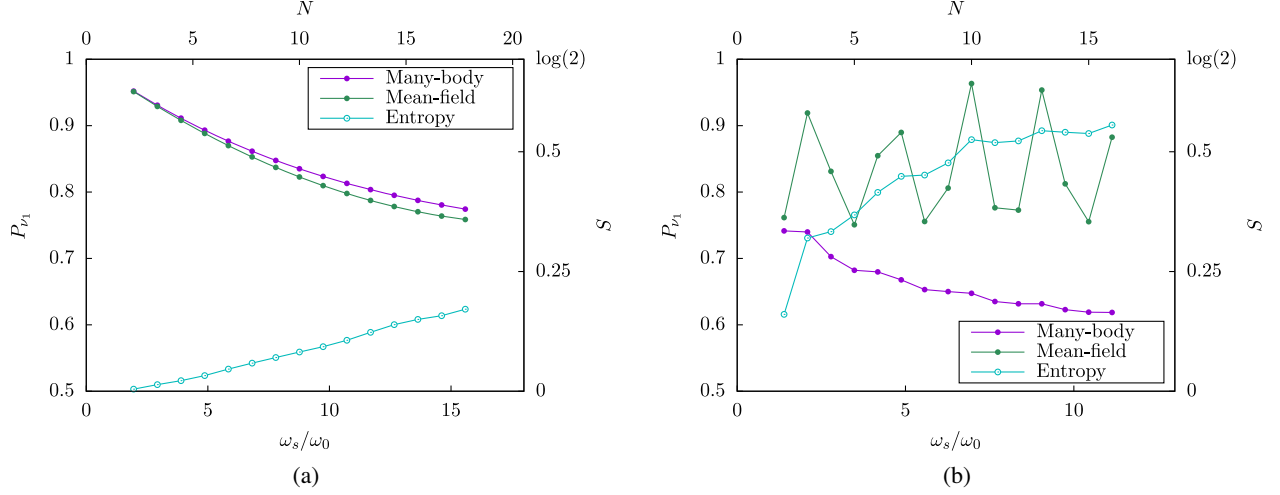 N
0 5 10 15 20
1
0.9
0.8
0.7
0.6
0.5
P_{ν_1}
log(2)
0.5
0.25
0
S
Many-body
Mean-field
Entropy
0 5 10 15
ω_s/ω_0
(a)
N
0 5 10 15
1
0.9
0.8
0.7
0.6
0.5
P_{ν_1}
log(2)
0.5
0.25
0
S
Many-body
Mean-field
Entropy
0 5 10
ω_s/ω_0
(b)